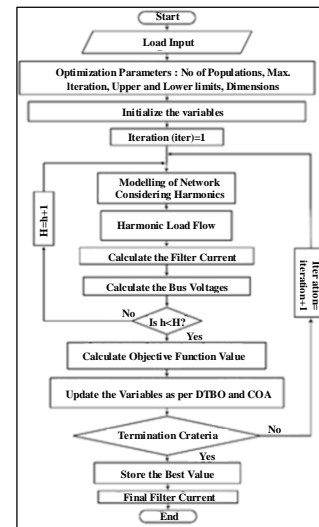 Start
Load Input
Optimization Parameters : No of Populations, Max.
Iteration, Upper and Lower limits, Dimensions
Initialize the variables
Iteration (iter)=1
Modelling of Network
Considering Harmonics
H=h+1
Harmonic Load Flow
Calculate the Filter Current
Iter ation=
iteration+1
Calculate the Bus Voltages
No
Is h<H?
Yes
Calculate Objective Function Value
Update the Variables as per DTBO and COA
No
Termination Crateria
Yes
Store the Best Value
Final Filter Current
End